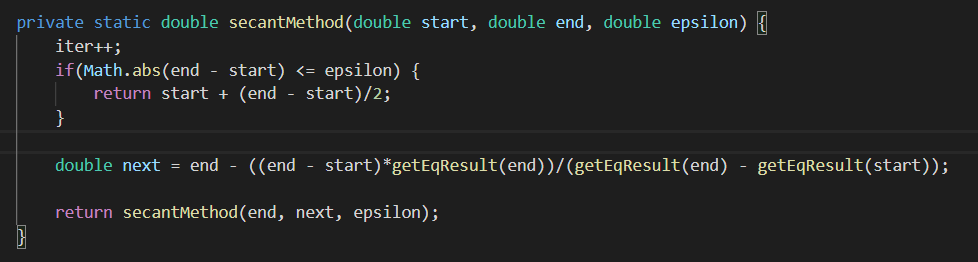 private static double secantMethod(double start, double end, double epsilon) {
    iter++;
    if(Math.abs(end - start) <= epsilon) {
        return start + (end - start)/2;
    }
    double next = end - ((end - start)*getEqResult(end))/(getEqResult(end) - getEqResult(start));
    return secantMethod(end, next, epsilon);
}